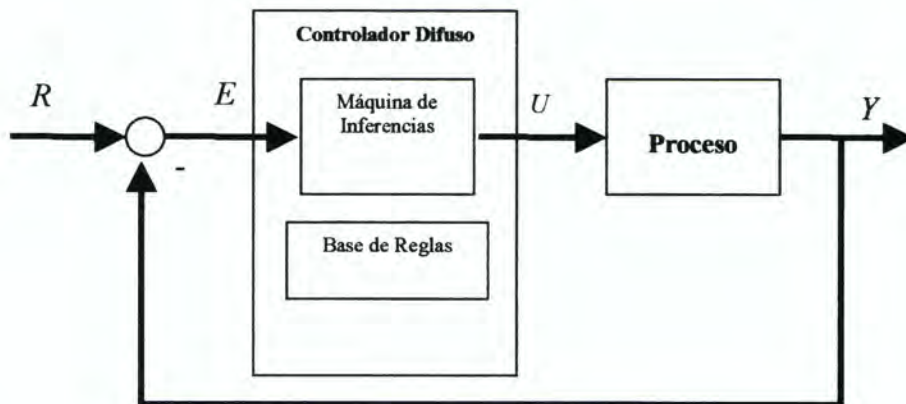 Controlador Difuso
R
E
Máquina de
Inferencias
U
Proceso
Y
-
Base de Reglas